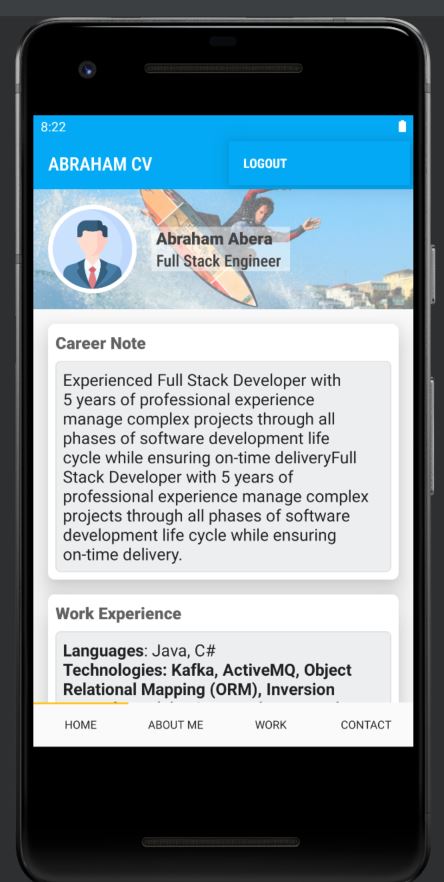 8:22
ABRAHAM CV
LOGOUT
Abraham Abera
Full Stack Engineer
Career Note
Experienced Full Stack Developer with
5 years of professional experience
manage complex projects through all
phases of software development life
cycle while ensuring on-time deliveryFull
Stack Developer with 5 years of
professional experience manage complex
projects through all phases of software
development life cycle while ensuring
on-time delivery.
Work Experience
Languages: Java, C#
Technologies: Kafka, ActiveMQ, Object
Relational Mapping (ORM), Inversion
HOME
ABOUT ME
WORK
CONTACT